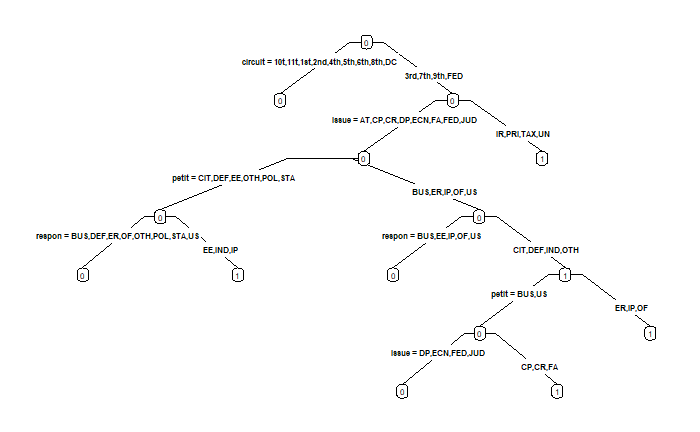 0
circuit = 10t,11t,1st,2nd,4th,5th,6th,8th,DC
3rd,7th,9th,FED
0
0
issue = AT,CP,CR,DP,ECN,FA,FED,JUD
IR,PRI,TAX,UN
0
1
petit = CIT,DEF,EE,OTH,POL,STA
BUS,ER,IP,OF,US
0
0
respon = BUS,DEF,ER,OF,OTH,POL,STA,US
EE,IND,IP
respon = BUS,EE,IP,OF,US
CIT,DEF,IND,OTH
0
1
0
1
petit = BUS,US
ER,IP,OF
0
1
issue = DP,ECN,FED,JUD
CP,CR,FA
0
1